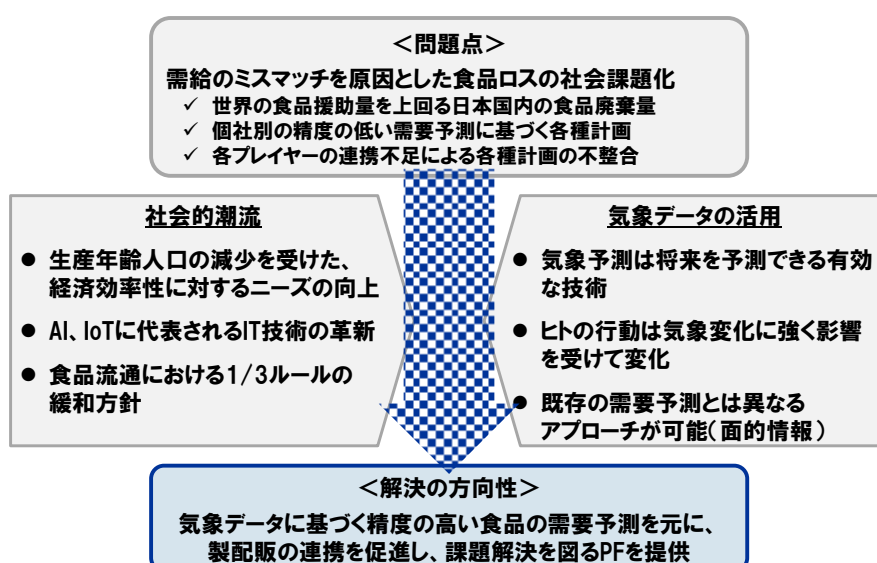 ＜問題点＞
需給のミスマッチを原因とした食品ロスの社会課題化
✓ 世界の食品援助量を上回る日本国内の食品廃棄量
✓ 個社別の精度の低い需要予測に基づく各種計画
✓ 各プレイヤーの連携不足による各種計画の不整合
社会的潮流
● 生産年齢人口の減少を受けた、
経済効率性に対するニーズの向上
● AI、IoTに代表されるIT技術の革新
● 食品流通における1/3ルールの
緩和方針
気象データの活用
● 気象予測は将来を予測できる有効
な技術
● ヒトの行動は気象変化に強く影響
を受けて変化
● 既存の需要予測とは異なる
アプローチが可能（面的情報）
＜解決の方向性＞
気象データに基づく精度の高い食品の需要予測を元に、
製配販の連携を促進し、課題解決を図るPFを提供